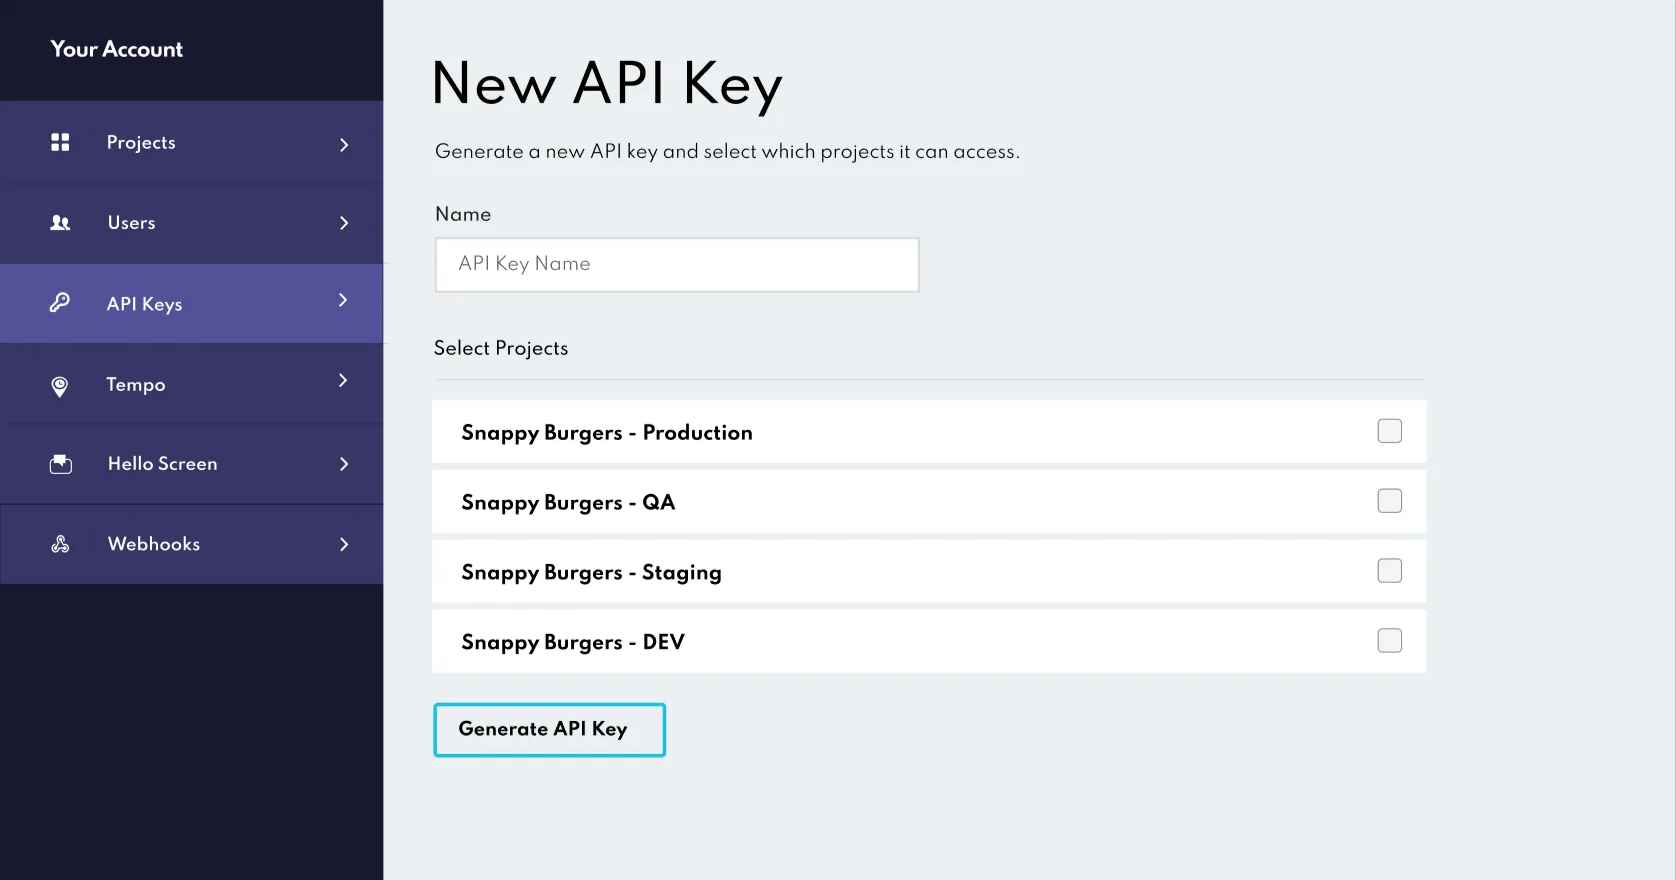 Your Account
Projects
Users
API Keys
Tempo
Hello Screen
Webhooks
New API Key
Generate a new API key and select which projects it can access.
Name
API Key Name
Select Projects
Snappy Burgers - Production
Snappy Burgers - QA
Snappy Burgers - Staging
Snappy Burgers - DEV
Generate API Key